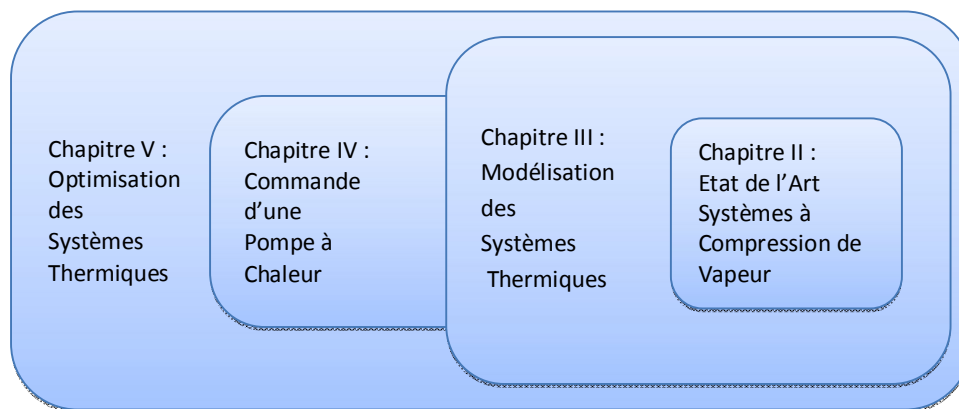 Chapitre V :
Optimisation
des
Systèmes
Thermiques
Chapitre IV :
Commande
d’une
Pompe à
Chaleur
Chapitre III :
Modélisation
des
Systèmes
Thermiques
Chapitre II :
Etat de l’Art
Systèmes à
Compression de
Vapeur